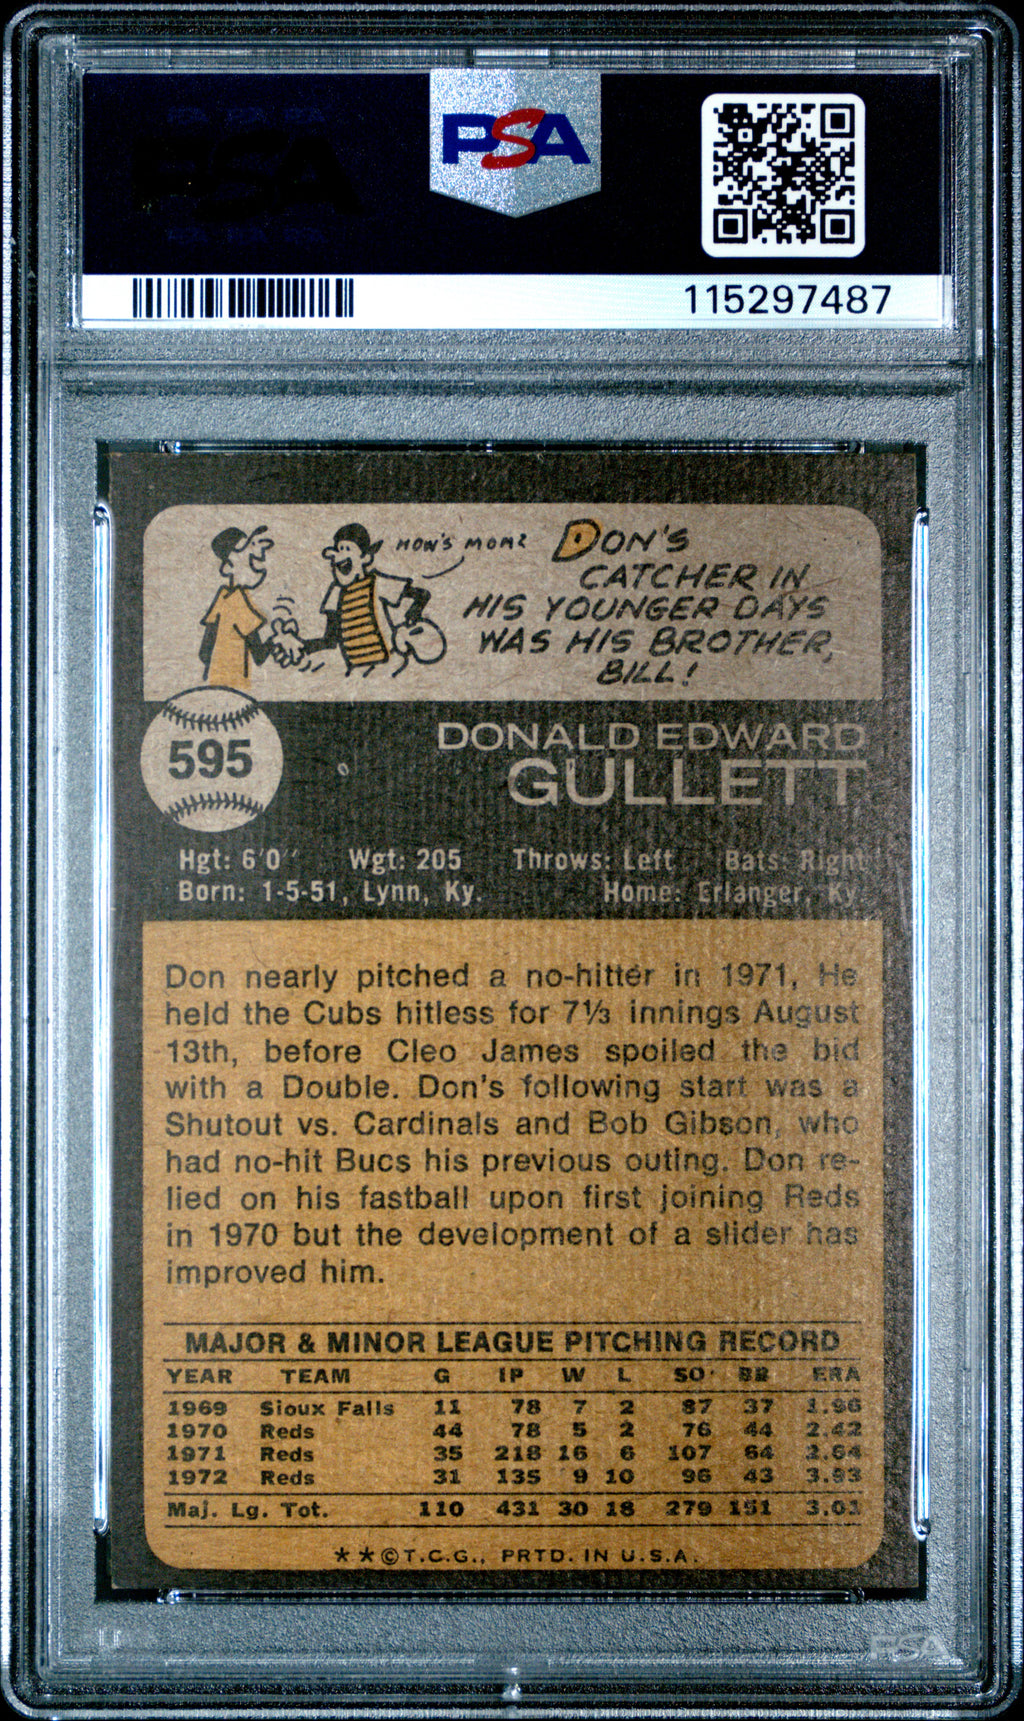 PSA
115297487
HOW'S MOM?
DON'S
CATCHER IN
HIS YOUNGER DAYS
WAS HIS BROTHER,
BILL!
595
DONALD EDWARD
GULLETT
Hgt: 6'0" Wgt: 205 Throws: Left Bats: Right
Born: 1-5-51, Lynn, Ky. Home: Erlanger, Ky.
Don nearly pitched a no-hitter in 1971, He
held the Cubs hitless for 7⅓ innings August
13th, before Cleo James spoiled the bid
with a Double. Don's following start was a
Shutout vs. Cardinals and Bob Gibson, who
had no-hit Bucs his previous outing. Don re-
lied on his fastball upon first joining Reds
in 1970 but the development of a slider has
improved him.
MAJOR & MINOR LEAGUE PITCHING RECORD
YEAR TEAM G IP W L SO BB ERA
1969 Sioux Falls 11 78 7 2 87 37 1.96
1970 Reds 44 78 5 2 76 44 2.42
1971 Reds 35 218 16 6 107 64 2.64
1972 Reds 31 135 9 10 96 43 3.93
Maj. Lg. Tot. 110 431 30 18 279 151 3.01
★★©T.C.G., PRTD. IN U.S.A.
PSA